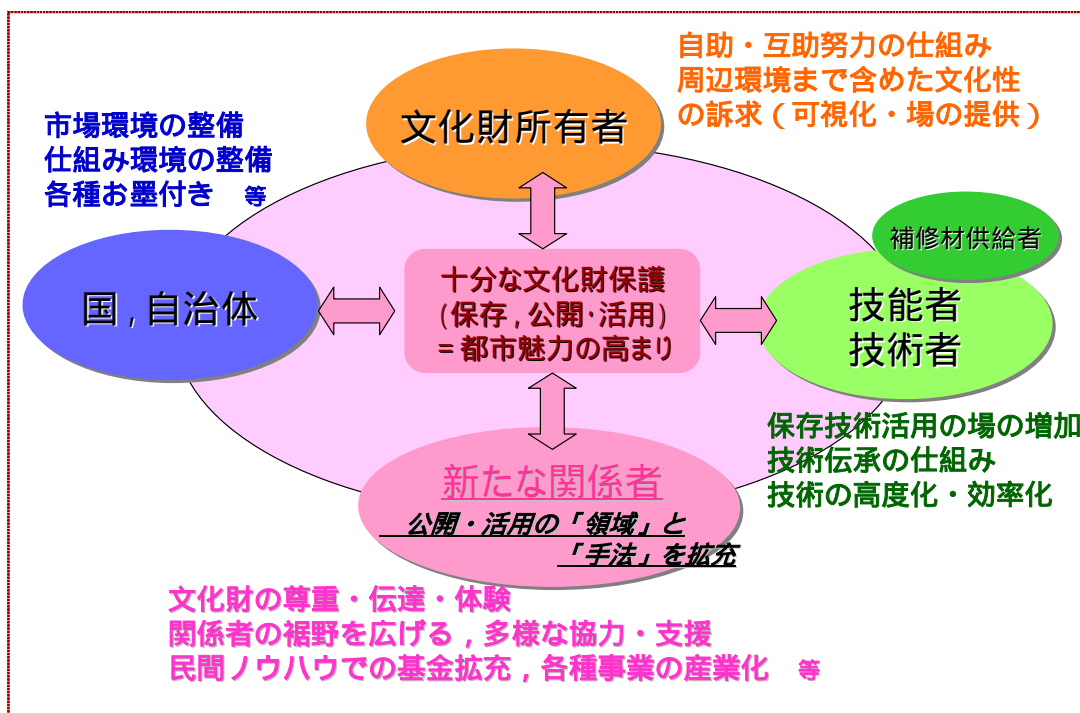 自助・互助努力の仕組み
周辺環境まで含めた文化性
の訴求（可視化・場の提供）
文化財所有者
市場環境の整備
仕組み環境の整備
各種お墨付き　等
補修材供給者
国，自治体
十分な文化財保護
(保存，公開・活用)
＝都市魅力の高まり
技能者
技術者
保存技術活用の場の増加
技術伝承の仕組み
技術の高度化・効率化
新たな関係者
公開・活用の「領域」と
「手法」を拡充
文化財の尊重・伝達・体験
関係者の裾野を広げる，多様な協力・支援
民間ノウハウでの基金拡充，各種事業の産業化　等